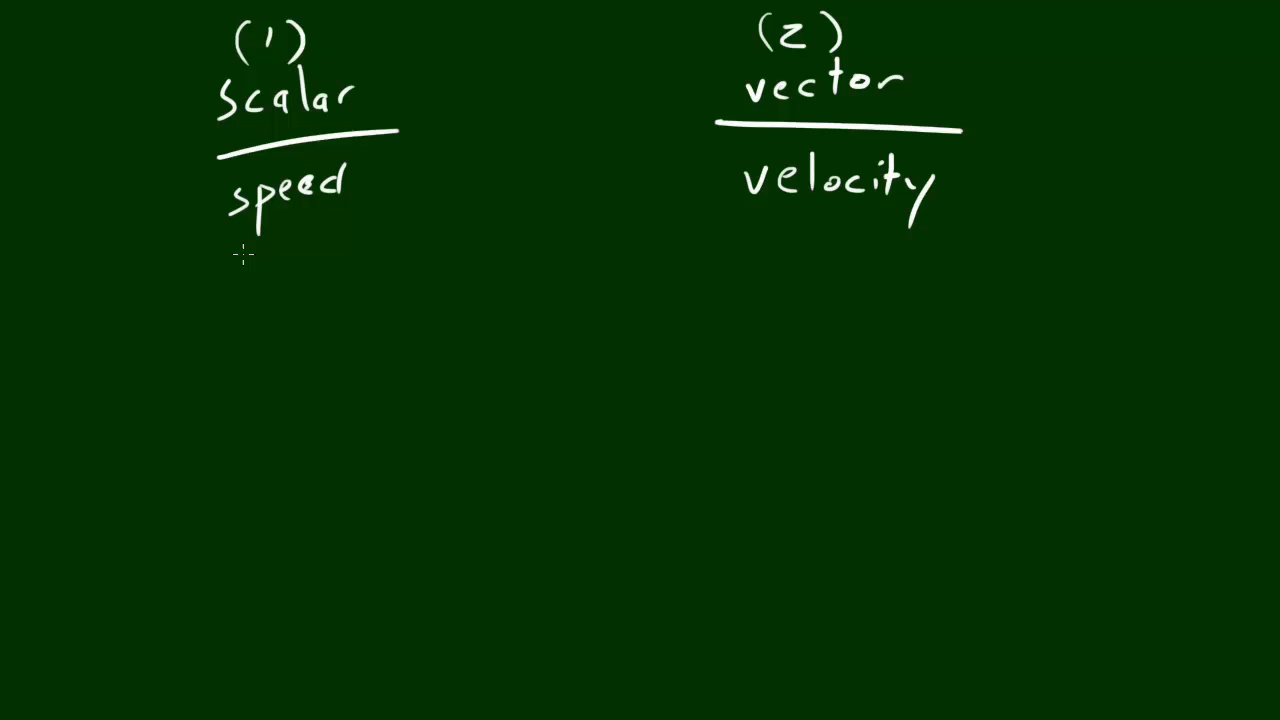 (1)
scalar
speed
(2)
vector
velocity